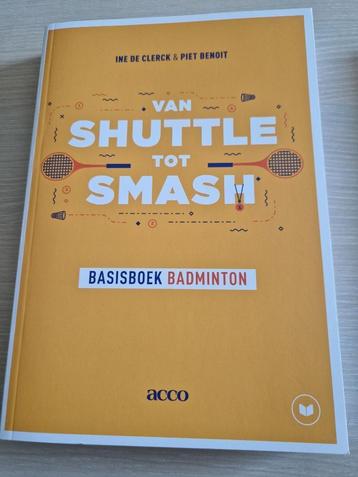 INE DE CLERCK & PIET BENOIT
VAN
SHUTTLE
TOT
SMASH
BASISBOEK BADMINTON
acco